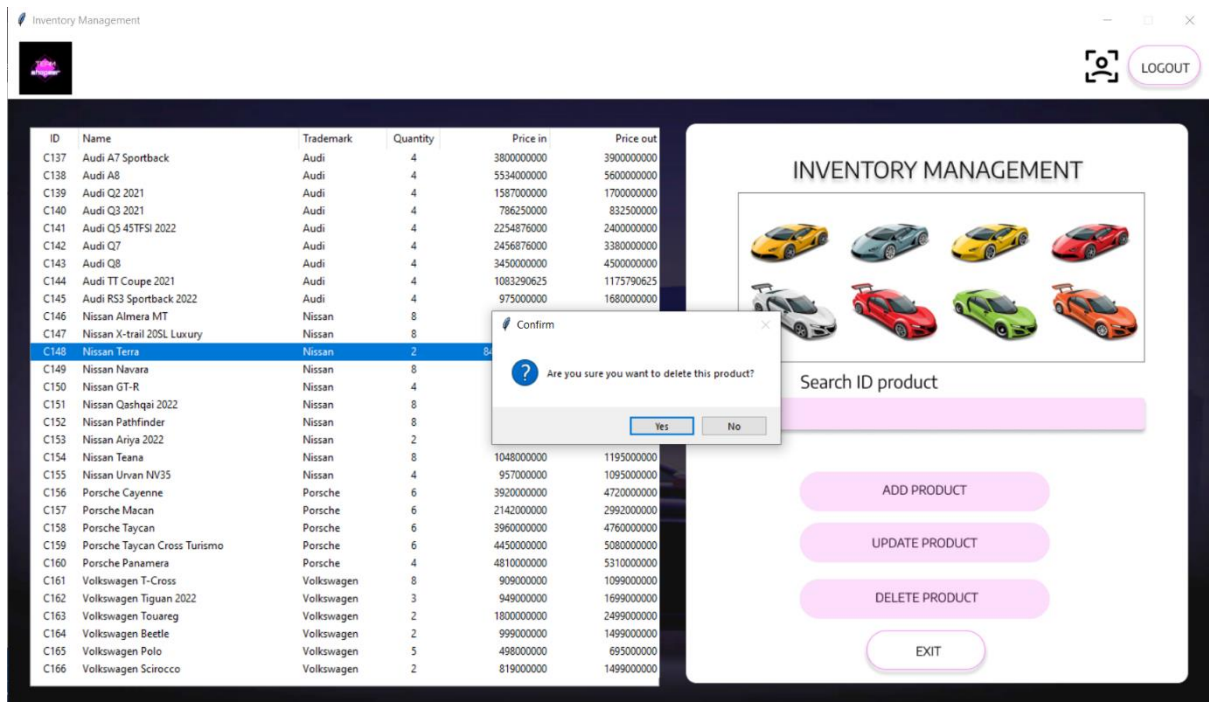 Inventory Management
LOGOUT
ID Name Trademark Quantity Price in Price out
C137 Audi A7 Sportback Audi 4 3800000000 3900000000
C138 Audi A8 Audi 4 5534000000 5600000000
C139 Audi Q2 2021 Audi 4 1587000000 1700000000
C140 Audi Q3 2021 Audi 4 786250000 832500000
C141 Audi Q5 45TFSI 2022 Audi 4 2254876000 2400000000
C142 Audi Q7 Audi 4 2456876000 3380000000
C143 Audi Q8 Audi 4 3450000000 4500000000
C144 Audi TT Coupe 2021 Audi 4 1083290625 1175790625
C145 Audi RS3 Sportback 2022 Audi 4 975000000 1680000000
C146 Nissan Almera MT Nissan 8
C147 Nissan X-trail 20SL Luxury Nissan 8
C148 Nissan Terra Nissan 2
C149 Nissan Navara Nissan 8
C150 Nissan GT-R Nissan 4
C151 Nissan Qashqai 2022 Nissan 8
C152 Nissan Pathfinder Nissan 8
C153 Nissan Ariya 2022 Nissan 2
C154 Nissan Teana Nissan 8 1048000000 1195000000
C155 Nissan Urvan NV35 Nissan 4 957000000 1095000000
C156 Porsche Cayenne Porsche 6 3920000000 4720000000
C157 Porsche Macan Porsche 6 2142000000 2992000000
C158 Porsche Taycan Porsche 6 3960000000 4760000000
C159 Porsche Taycan Cross Turismo Porsche 6 4450000000 5080000000
C160 Porsche Panamera Porsche 4 4810000000 5310000000
C161 Volkswagen T-Cross Volkswagen 8 909000000 1099000000
C162 Volkswagen Tiguan 2022 Volkswagen 3 949000000 1699000000
C163 Volkswagen Touareg Volkswagen 2 1800000000 2499000000
C164 Volkswagen Beetle Volkswagen 2 999000000 1499000000
C165 Volkswagen Polo Volkswagen 5 498000000 695000000
C166 Volkswagen Scirocco Volkswagen 2 819000000 1499000000
Confirm
Are you sure you want to delete this product?
Yes No
INVENTORY MANAGEMENT
Search ID product
ADD PRODUCT
UPDATE PRODUCT
DELETE PRODUCT
EXIT